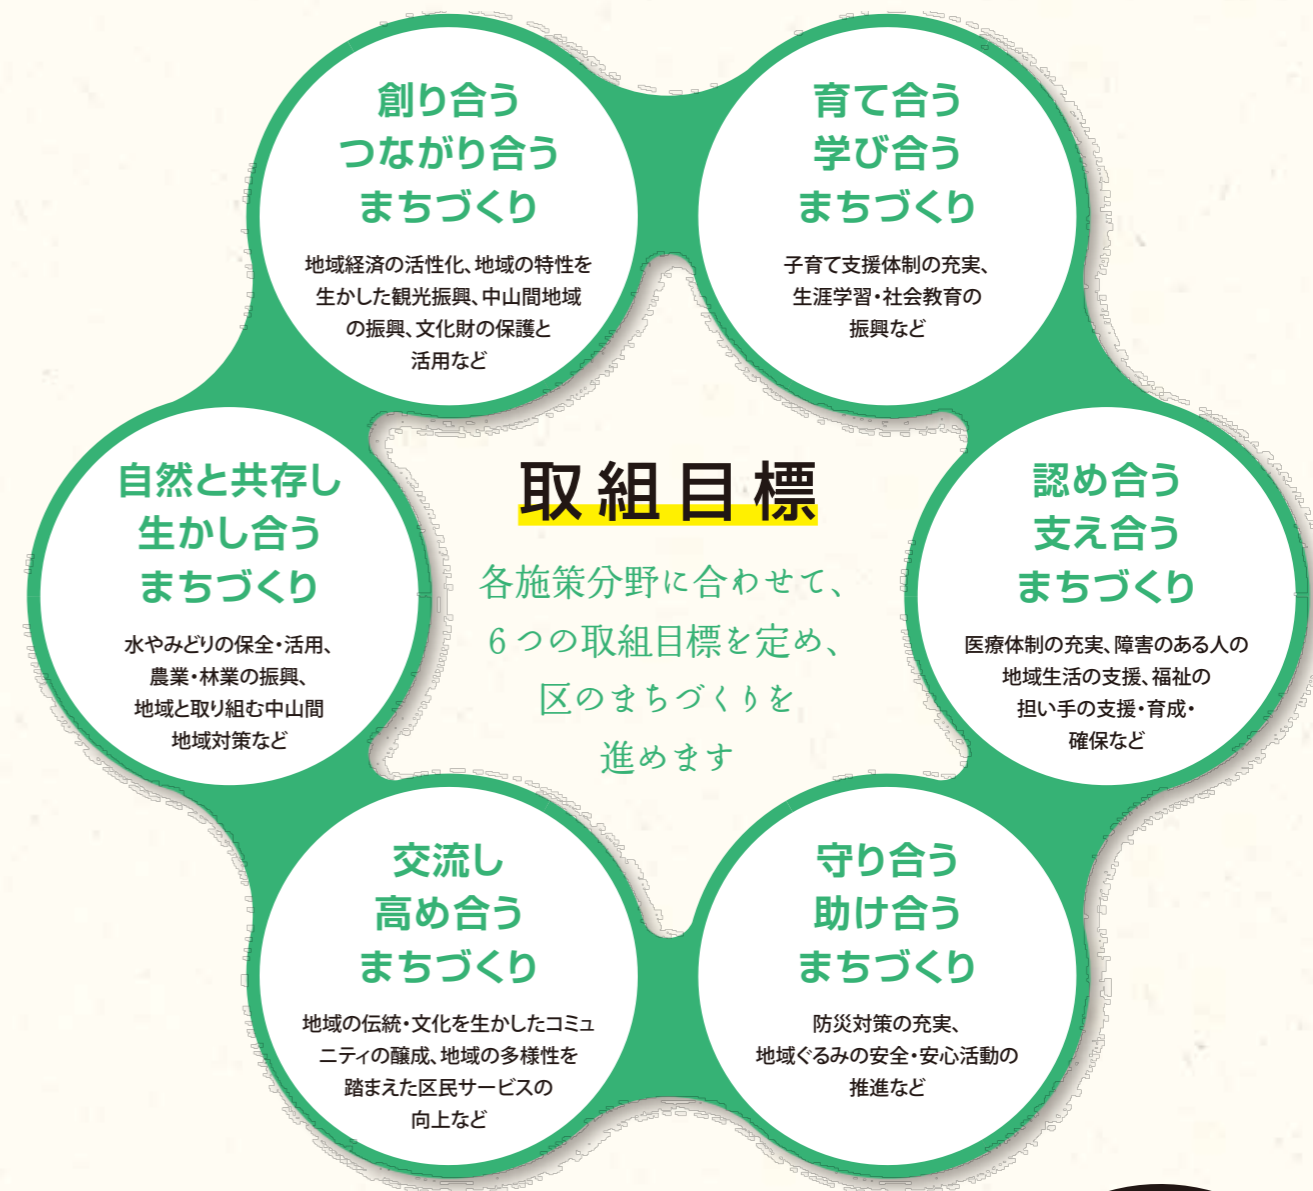 創り合う
つながり合う
まちづくり
地域経済の活性化、地域の特性を
生かした観光振興、中山間地域
の振興、文化財の保護と
活用など
育て合う
学び合う
まちづくり
子育て支援体制の充実、
生涯学習・社会教育の
振興など
自然と共存し
生かし合う
まちづくり
水やみどりの保全・活用、
農業・林業の振興、
地域と取り組む中山間
地域対策など
取組目標
各施策分野に合わせて、
6つの取組目標を定め、
区のまちづくりを
進めます
認め合う
支え合う
まちづくり
医療体制の充実、障害のある人の
地域生活の支援、福祉の
担い手の支援・育成・
確保など
交流し
高め合う
まちづくり
地域の伝統・文化を生かしたコミュ
ニティの醸成、地域の多様性を
踏まえた区民サービスの
向上など
守り合う
助け合う
まちづくり
防災対策の充実、
地域ぐるみの安全・安心活動の
推進など